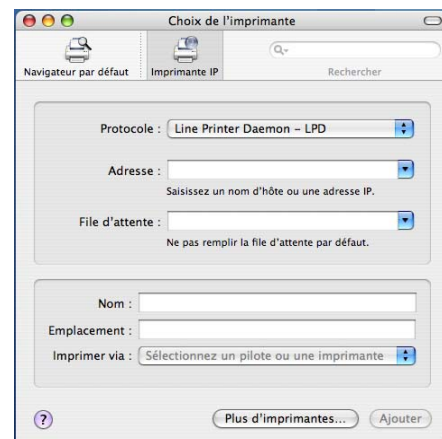 Choix de l'imprimante
Navigateur par défaut
Imprimante IP
Rechercher
Protocole : Line Printer Daemon – LPD
Adresse :
Saisissez un nom d'hôte ou une adresse IP.
File d'attente :
Ne pas remplir la file d'attente par défaut.
Nom :
Emplacement :
Imprimer via : Sélectionnez un pilote ou une imprimante
? Plus d'imprimantes... Ajouter